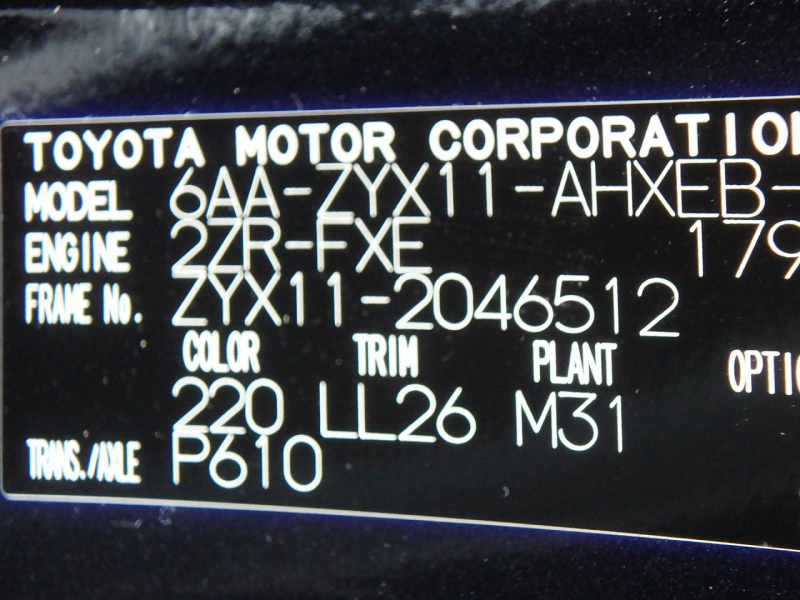 TOYOTA MOTOR CORPORATION
MODEL 6AA-ZYX11-AHXEB-
ENGINE 2ZR-FXE 179
FRAME No. ZYX11-2046512
COLOR TRIM PLANT OPTI
220 LL26 M31
TRANS./AXLE P610